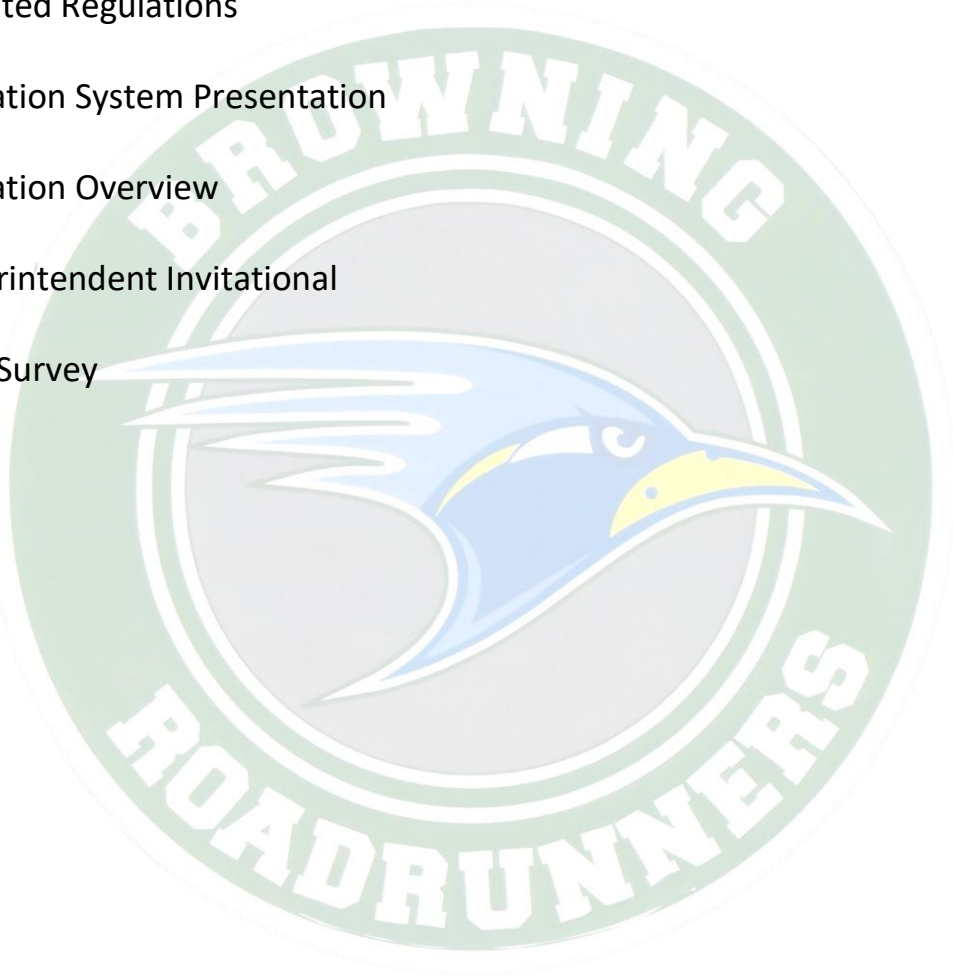 ted Regulations
ation System Presentation
ation Overview
rintendent Invitational
Survey
BROWNING
ROADRUNNERS